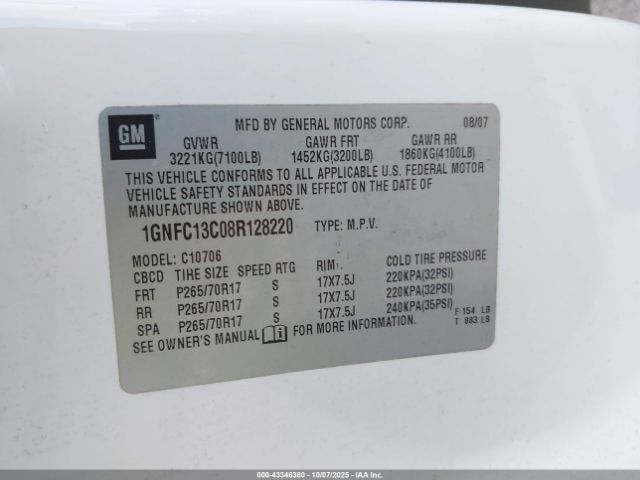 GM
MFD BY GENERAL MOTORS CORP. 08/07
GVWR GAWR FRT GAWR RR
3221KG(7100LB) 1452KG(3200LB) 1860KG(4100LB)
THIS VEHICLE CONFORMS TO ALL APPLICABLE U.S. FEDERAL MOTOR
VEHICLE SAFETY STANDARDS IN EFFECT ON THE DATE OF
MANUFACTURE SHOWN ABOVE.
1GNFC13C08R128220 TYPE: M.P.V.
MODEL: C10706
CBCD TIRE SIZE SPEED RTG RIM COLD TIRE PRESSURE
FRT P265/70R17 S 17X7.5J 220KPA(32PSI)
RR P265/70R17 S 17X7.5J 220KPA(32PSI)
SPA P265/70R17 S 17X7.5J 240KPA(35PSI)
SEE OWNER'S MANUAL FOR MORE INFORMATION.
F 154 LB
T 983 LB
000-43346380 - 10/07/2025 - COPYRIGHT IAA, LLC